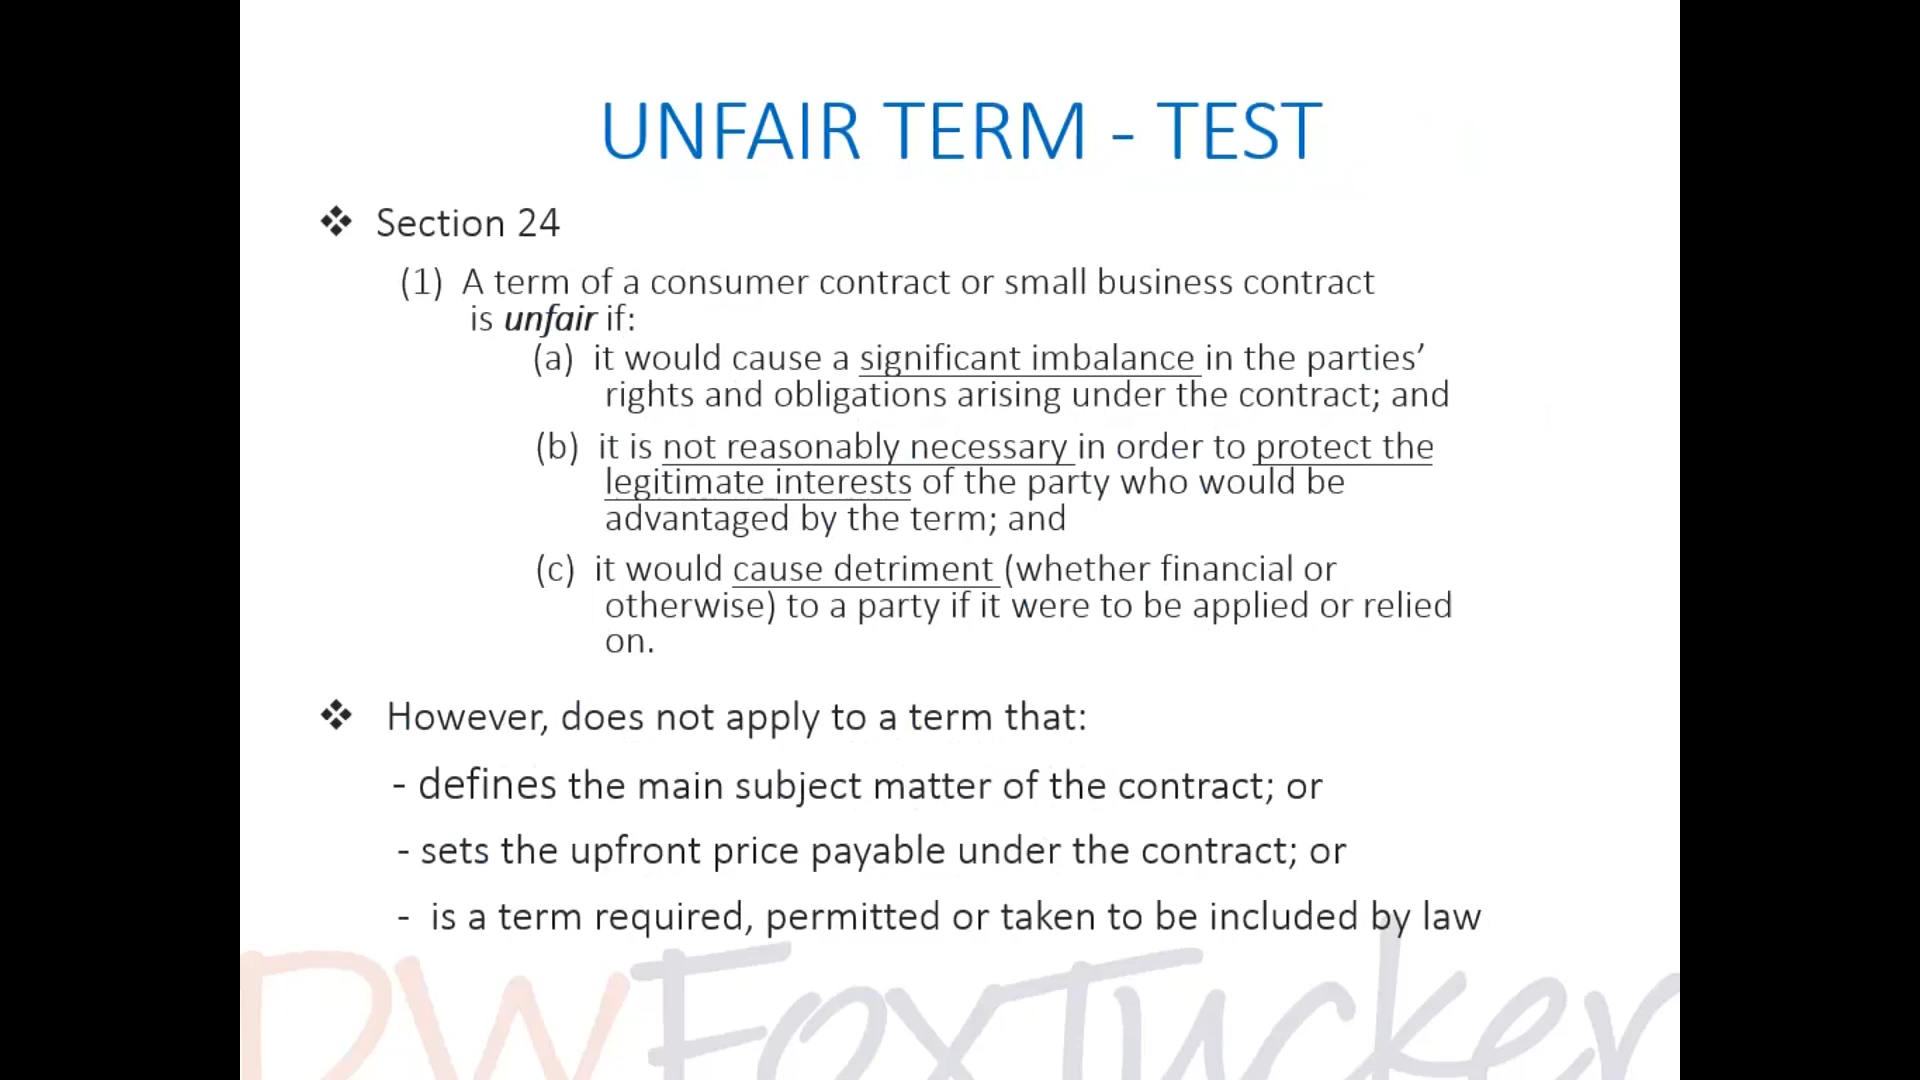 UNFAIR TERM - TEST
❖ Section 24
(1) A term of a consumer contract or small business contract
is unfair if:
(a) it would cause a significant imbalance in the parties’
rights and obligations arising under the contract; and
(b) it is not reasonably necessary in order to protect the
legitimate interests of the party who would be
advantaged by the term; and
(c) it would cause detriment (whether financial or
otherwise) to a party if it were to be applied or relied
on.
❖ However, does not apply to a term that:
- defines the main subject matter of the contract; or
- sets the upfront price payable under the contract; or
- is a term required, permitted or taken to be included by law
DW FoxTucker